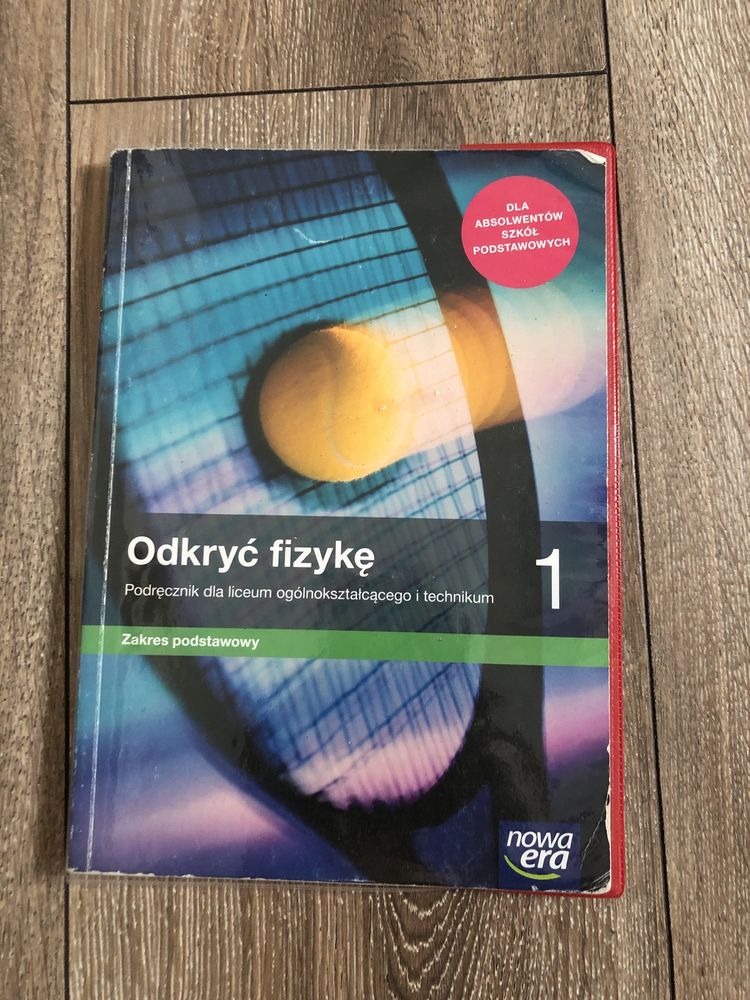 DLA
ABSOLWENTÓW
SZKÓŁ
PODSTAWOWYCH
Odkryć fizykę
1
Podręcznik dla liceum ogólnokształcącego i technikum
Zakres podstawowy
nowa
era